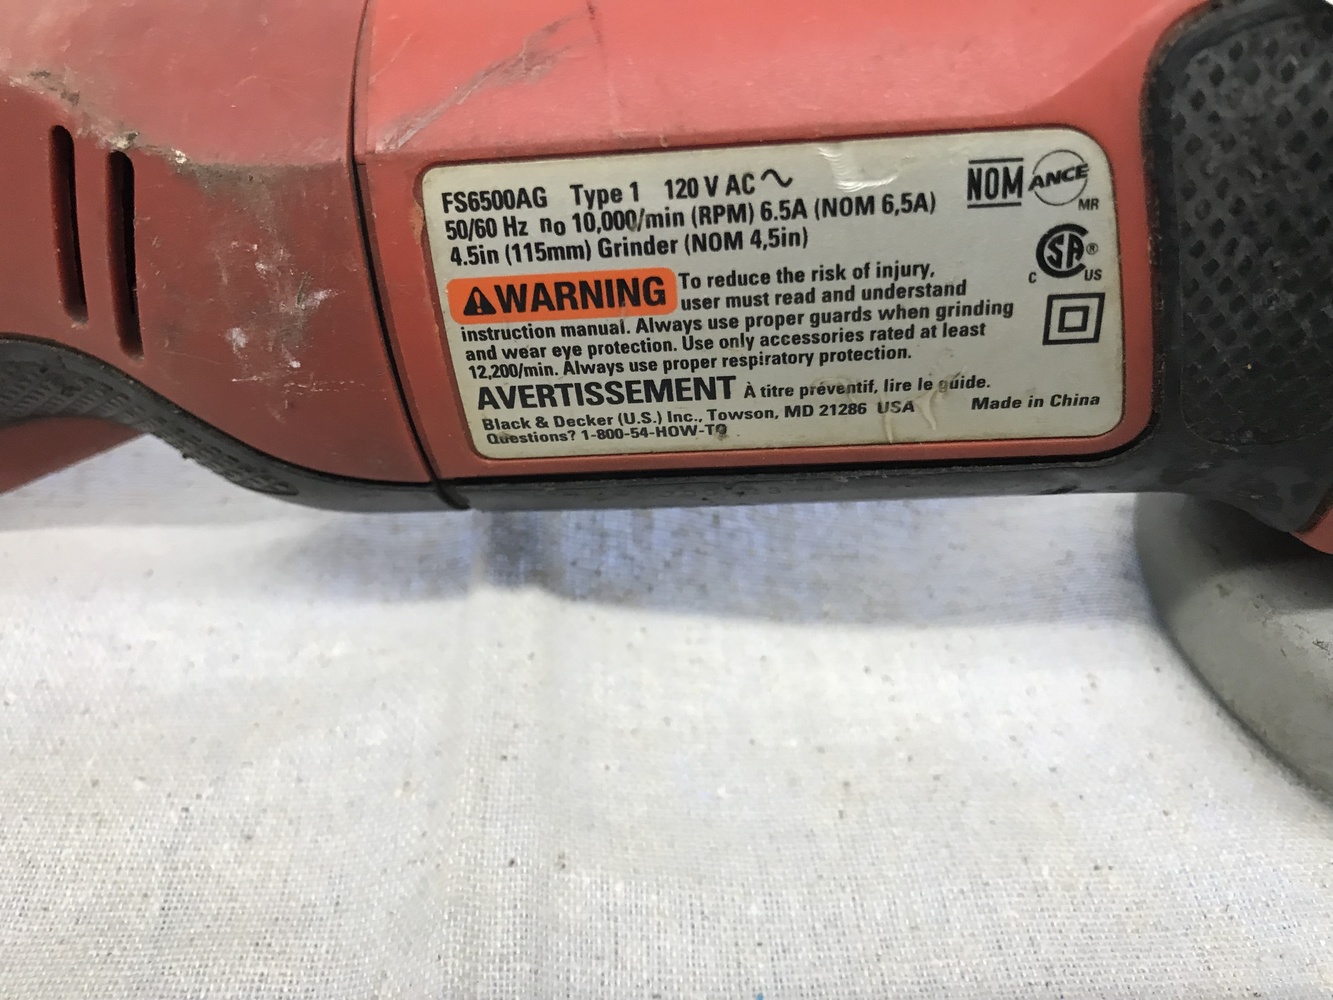 FS6500AG Type 1 120 V AC
50/60 Hz no 10,000/min (RPM) 6.5A (NOM 6,5A)
4.5in (115mm) Grinder (NOM 4,5in)
NOM ANCE
MR
SA ®
C US
WARNING To reduce the risk of injury,
user must read and understand
instruction manual. Always use proper guards when grinding
and wear eye protection. Use only accessories rated at least
12,200/min. Always use proper respiratory protection.
AVERTISSEMENT À titre préventif, lire le guide.
Black & Decker (U.S.) Inc., Towson, MD 21286 USA Made in China
Questions? 1-800-54-HOW-TO